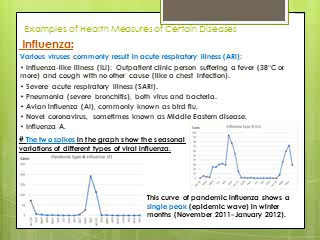 Examples of Health Measures of Certain Diseases
Influenza:
Various viruses commonly result in acute respiratory illness (ARI):
• Influenza-like illness (ILI): Outpatient clinic person suffering a fever (38°C or
more) and cough with no other cause (like a chest infection).
• Severe acute respiratory illness (SARI).
• Pneumonia (severe bronchitis), both virus and bacteria.
• Avian influenza (AI), commonly known as bird flu.
• Novel coronavirus, sometimes known as Middle Eastern disease.
• Influenza A.
# The two spikes in the graph show the seasonal
variations of different types of viral influenza.
Cases
Pandemic type A influenza H1
Cases
Influenza type B (ILI)
This curve of pandemic influenza shows a
single peak (epidemic wave) in winter
months (November 2011–January 2012).